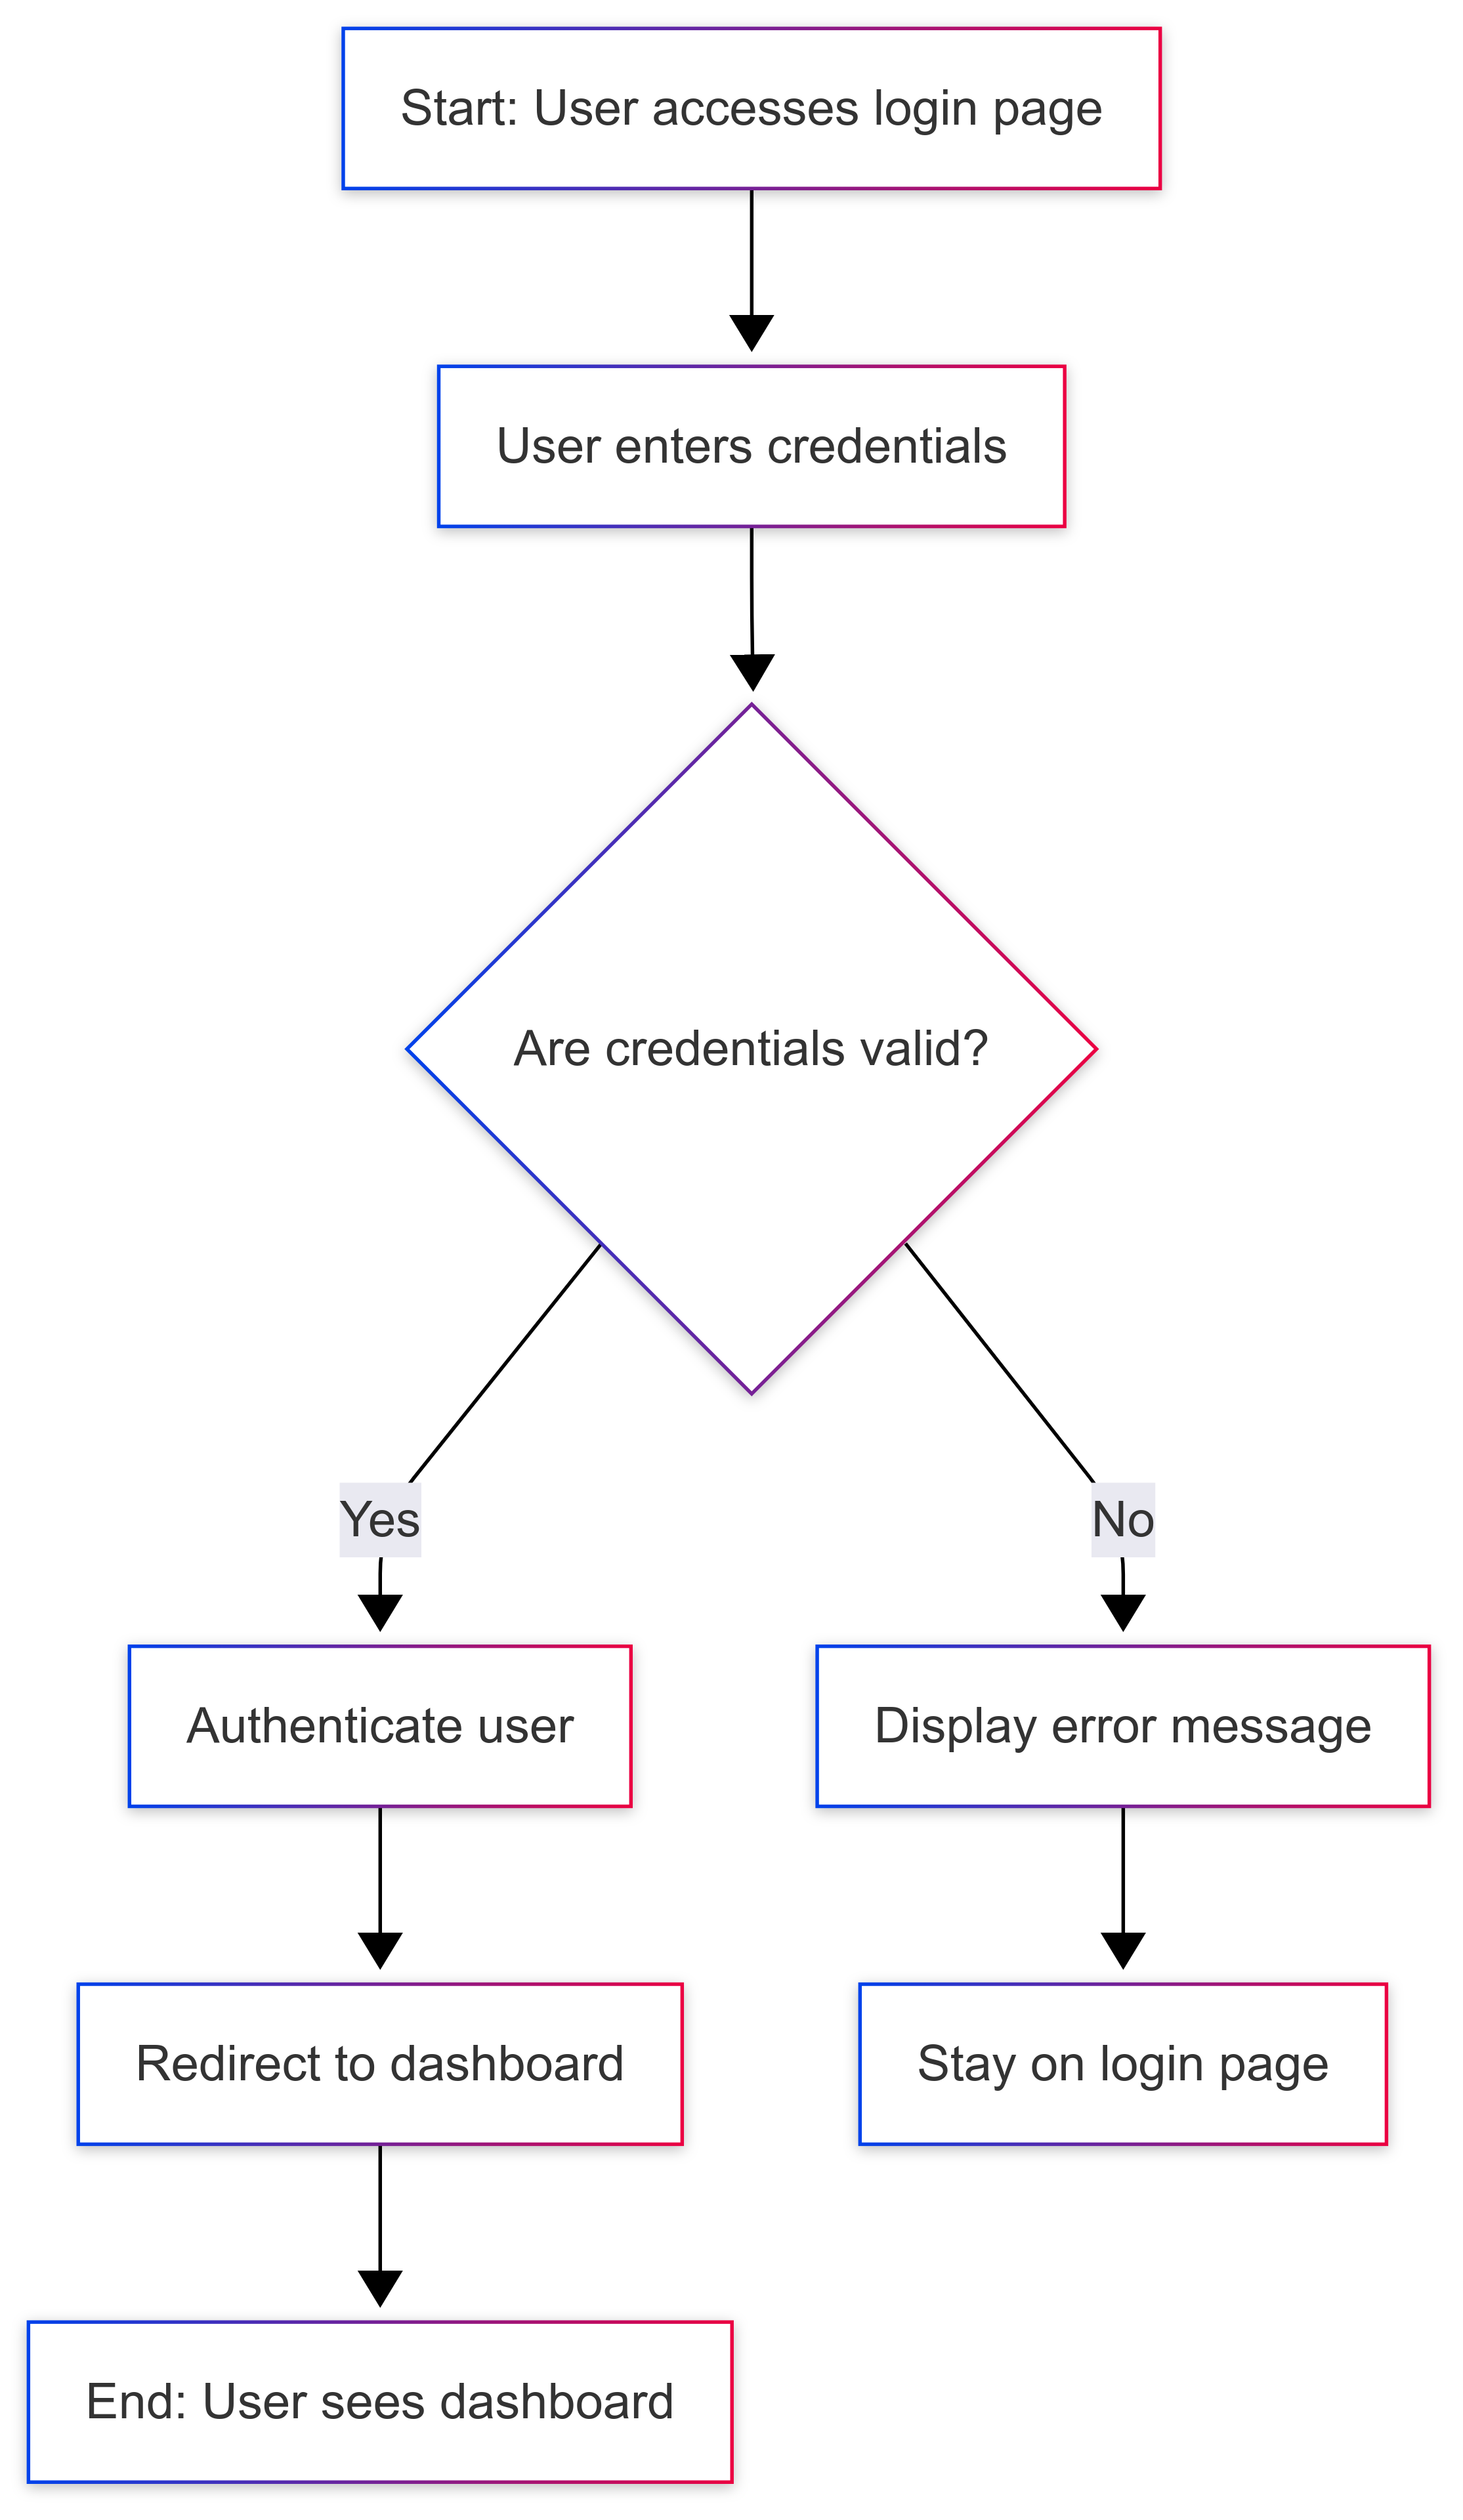 Start: User accesses login page
User enters credentials
Are credentials valid?
Yes
No
Authenticate user
Display error message
Redirect to dashboard
Stay on login page
End: User sees dashboard